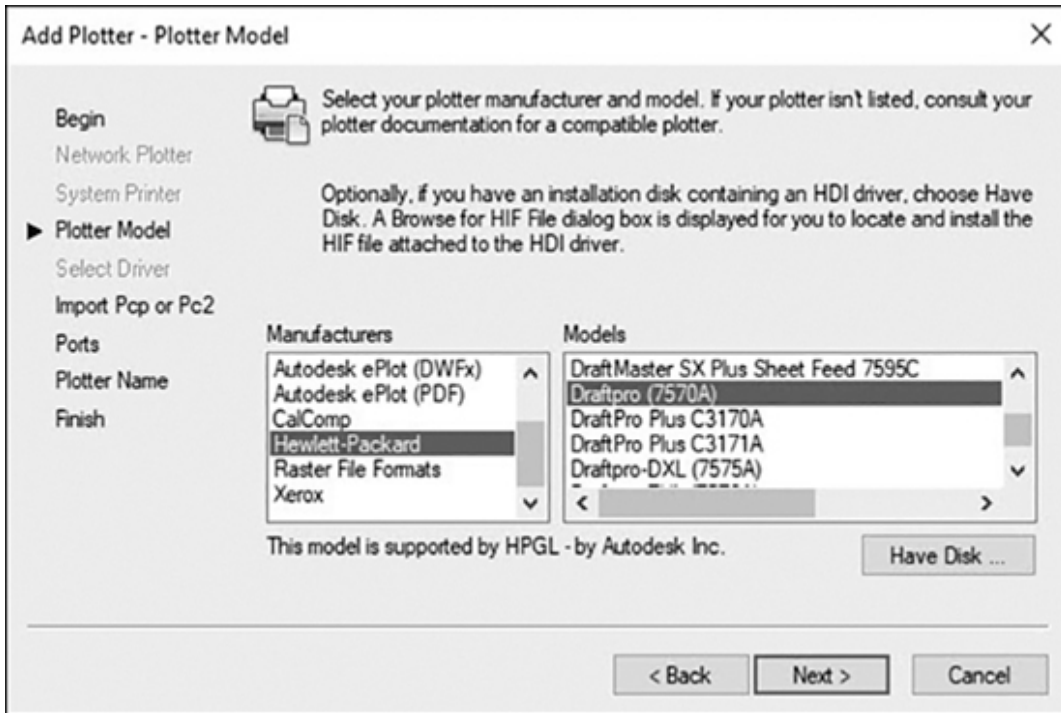 Add Plotter - Plotter Model
Begin
Network Plotter
System Printer
Plotter Model
Select Driver
Import Pcp or Pc2
Ports
Plotter Name
Finish
Select your plotter manufacturer and model. If your plotter isn't listed, consult your
plotter documentation for a compatible plotter.
Optionally, if you have an installation disk containing an HDI driver, choose Have
Disk. A Browse for HIF File dialog box is displayed for you to locate and install the
HIF file attached to the HDI driver.
Manufacturers
Autodesk ePlot (DWFx)
Autodesk ePlot (PDF)
CalComp
Hewlett-Packard
Raster File Formats
Xerox
Models
DraftMaster SX Plus Sheet Feed 7595C
Draftpro (7570A)
DraftPro Plus C3170A
DraftPro Plus C3171A
Draftpro-DXL (7575A)
This model is supported by HPGL - by Autodesk Inc.
Have Disk ...
< Back
Next >
Cancel